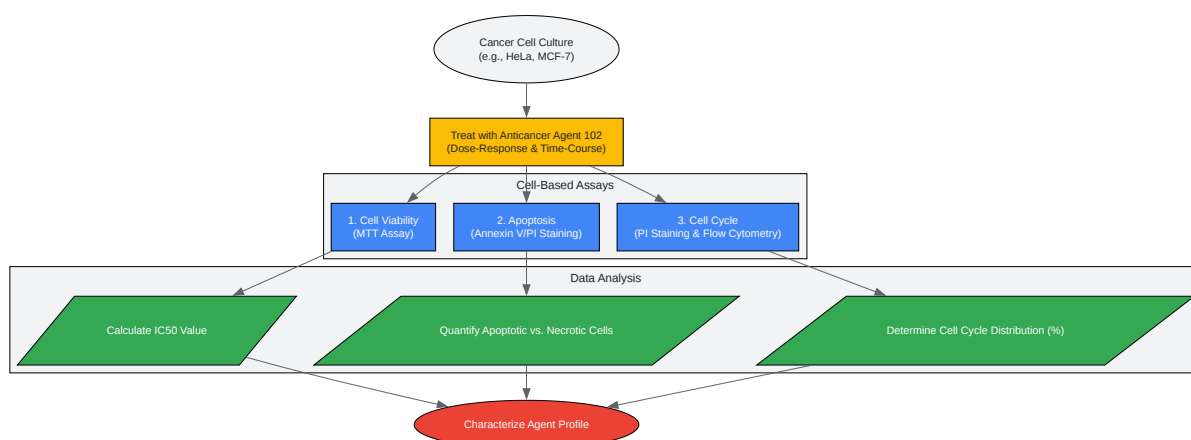 Cancer Cell Culture
(e.g., HeLa, MCF-7)
Treat with Anticancer Agent 102
(Dose-Response & Time-Course)
Cell-Based Assays
1. Cell Viability
(MTT Assay)
2. Apoptosis
(Annexin V/PI Staining)
3. Cell Cycle
(PI Staining & Flow Cytometry)
Data Analysis
Calculate IC50 Value
Quantify Apoptotic vs. Necrotic Cells
Determine Cell Cycle Distribution (%)
Characterize Agent Profile